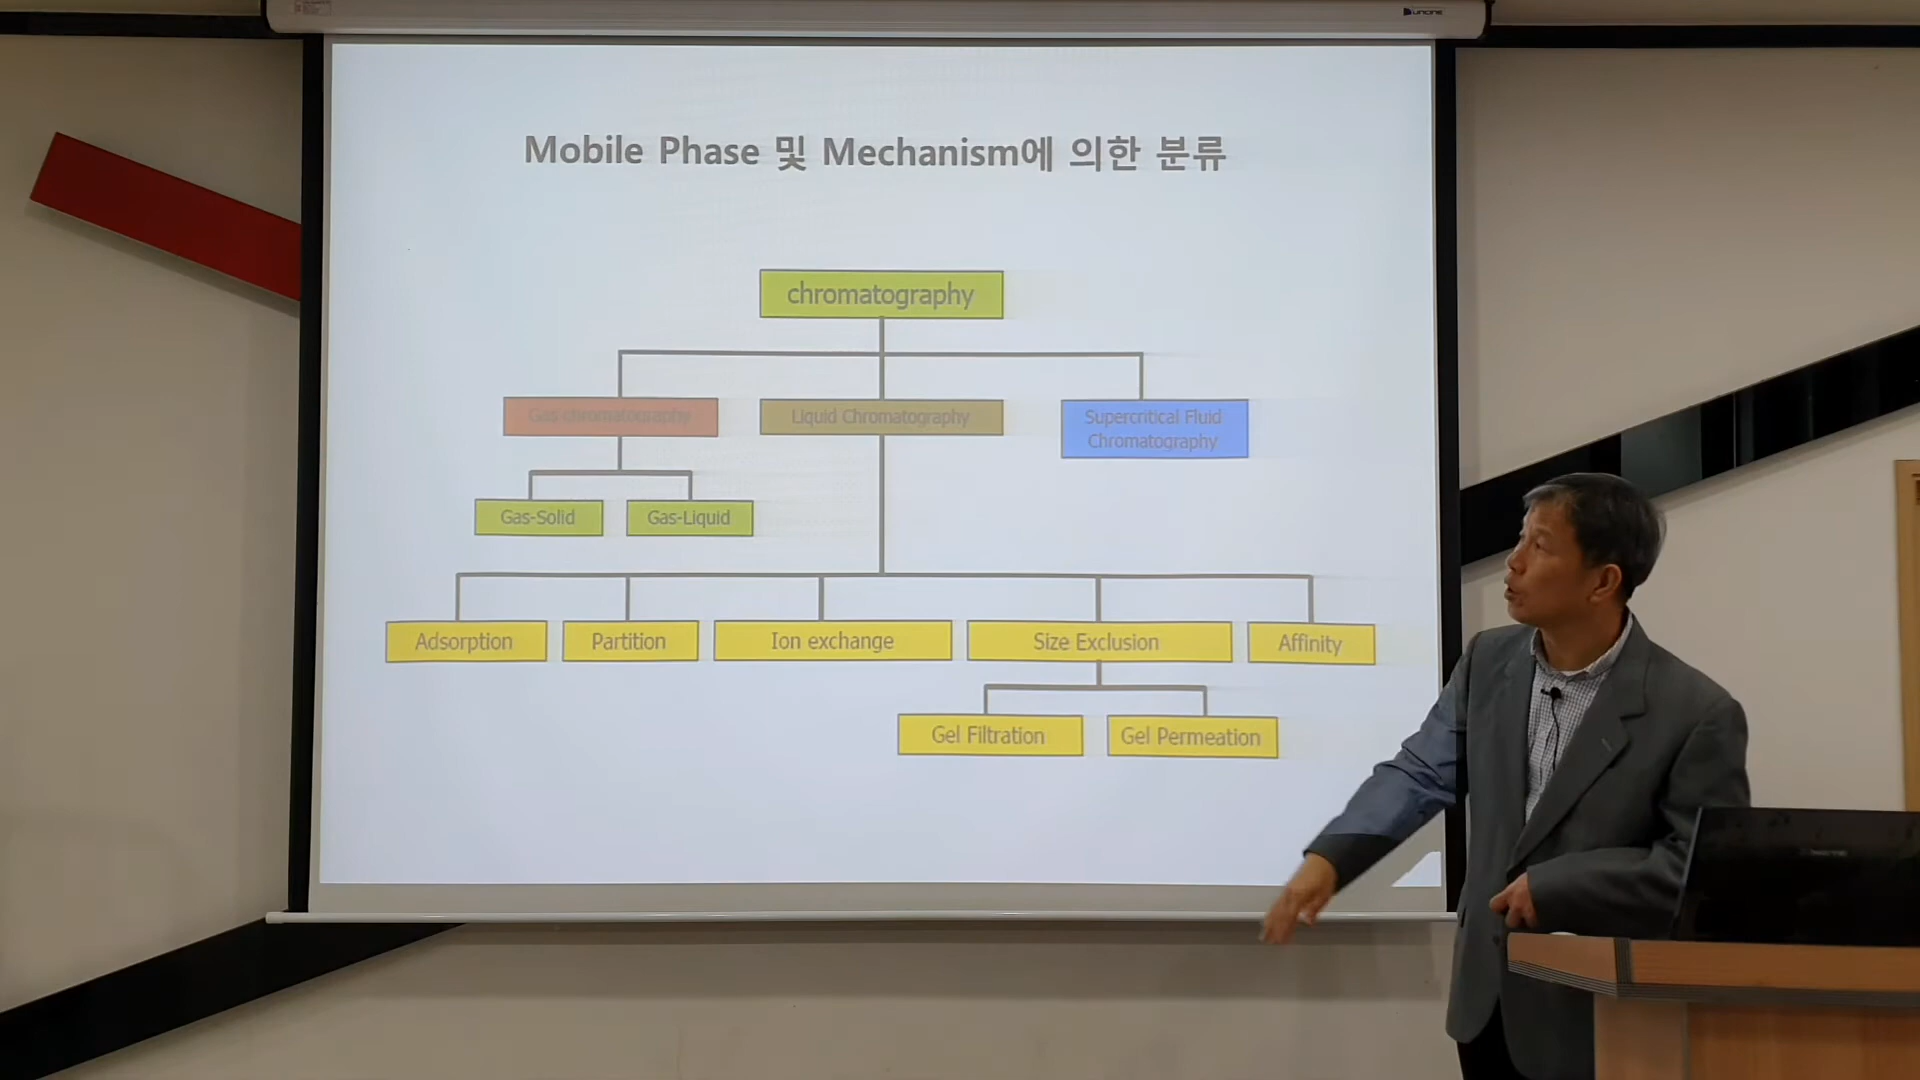 Mobile Phase 및 Mechanism에 의한 분류
chromatography
Gas chromatography
Liquid Chromatography
Supercritical Fluid
Chromatography
Gas-Solid
Gas-Liquid
Adsorption
Partition
Ion exchange
Size Exclusion
Affinity
Gel Filtration
Gel Permeation